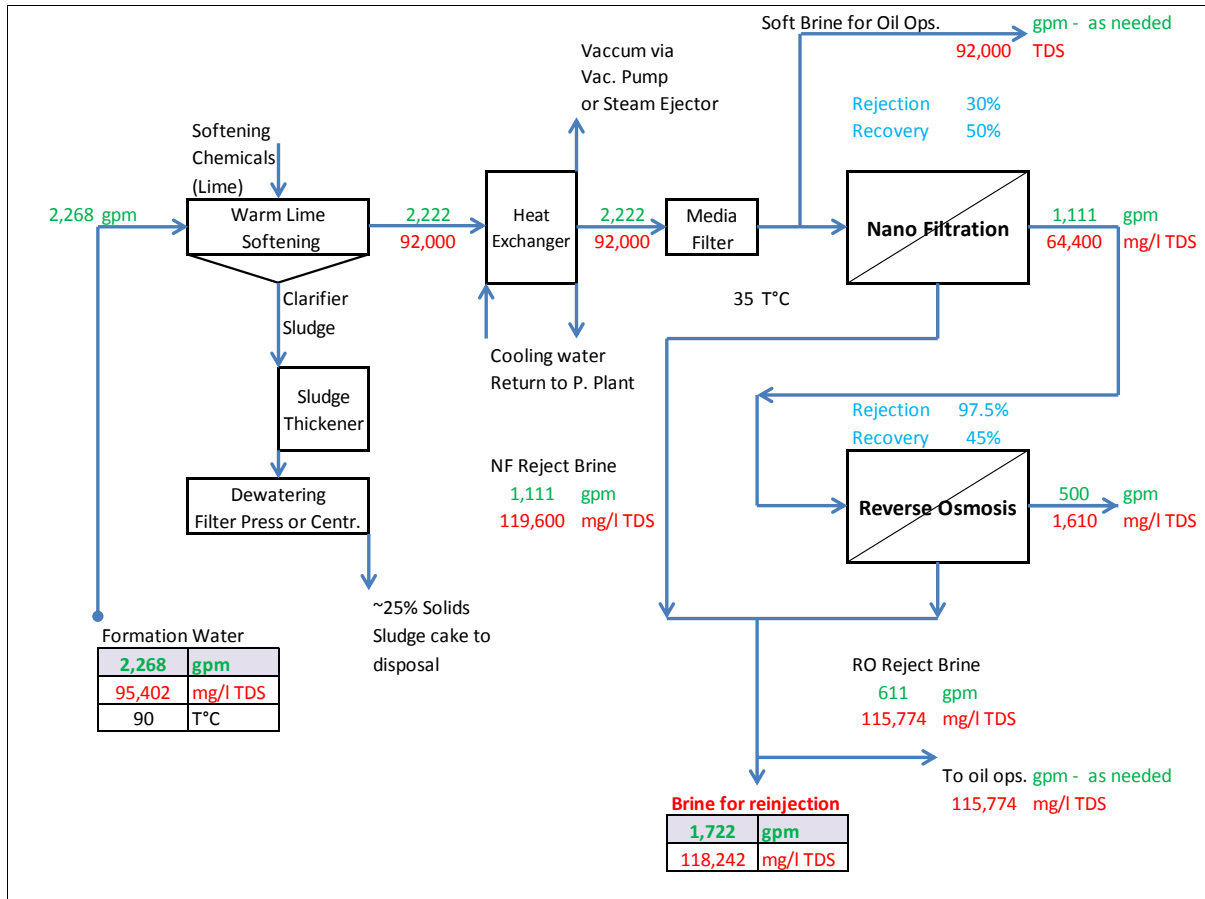 Soft Brine for Oil Ops.
gpm - as needed
92,000
TDS
Vaccum via
Vac. Pump
or Steam Ejector
Rejection 30%
Recovery 50%
Softening
Chemicals
(Lime)
2,268 gpm
Warm Lime
Softening
2,222
92,000
Heat
Exchanger
2,222
92,000
Media
Filter
Nano Filtration
1,111 gpm
64,400 mg/l TDS
35 T°C
Clarifier
Sludge
Cooling water
Return to P. Plant
Sludge
Thickener
Rejection 97.5%
Recovery 45%
NF Reject Brine
1,111 gpm
119,600 mg/l TDS
Dewatering
Filter Press or Centr.
Reverse Osmosis
500 gpm
1,610 mg/l TDS
~25% Solids
Sludge cake to
disposal
Formation Water
2,268 gpm
95,402 mg/l TDS
90 T°C
RO Reject Brine
611 gpm
115,774 mg/l TDS
To oil ops. gpm - as needed
115,774 mg/l TDS
Brine for reinjection
1,722 gpm
118,242 mg/l TDS